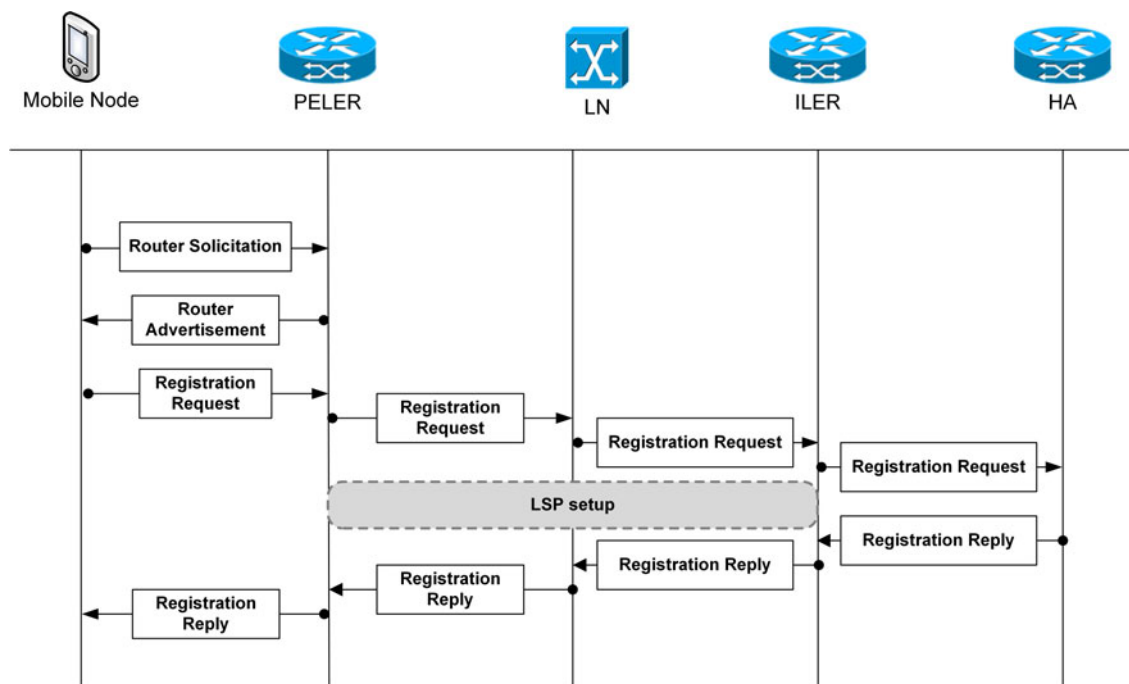 Mobile Node
PELER
LN
ILER
HA
Router Solicitation
Router
Advertisement
Registration
Request
Registration
Request
Registration Request
Registration Request
LSP setup
Registration Reply
Registration Reply
Registration
Reply
Registration
Reply